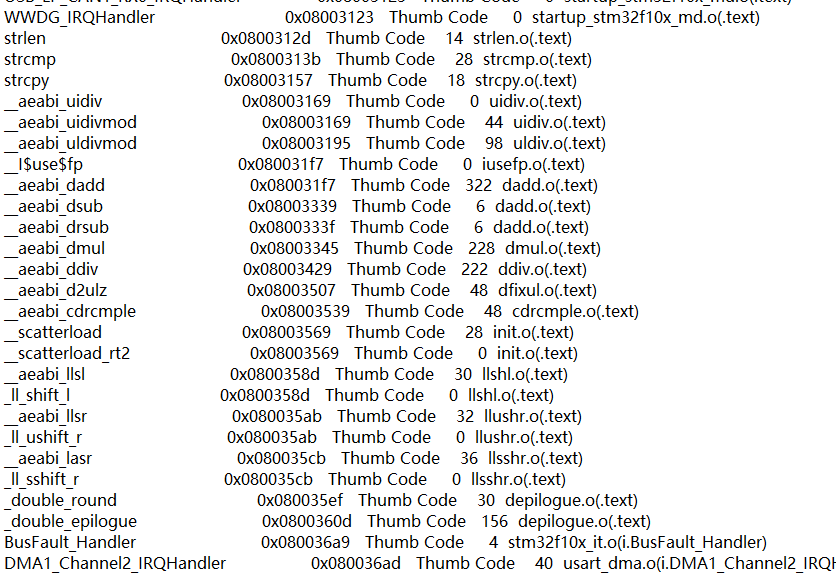 WWDG_IRQHandler 0x08003123 Thumb Code 0 startup_stm32f10x_md.o(.text)
strlen 0x0800312d Thumb Code 14 strlen.o(.text)
strcmp 0x0800313b Thumb Code 28 strcmp.o(.text)
strcpy 0x08003157 Thumb Code 18 strcpy.o(.text)
__aeabi_uidiv 0x08003169 Thumb Code 0 uidiv.o(.text)
__aeabi_uidivmod 0x08003169 Thumb Code 44 uidiv.o(.text)
__aeabi_uldivmod 0x08003195 Thumb Code 98 uldiv.o(.text)
__I$use$fp 0x080031f7 Thumb Code 0 iusefp.o(.text)
__aeabi_dadd 0x080031f7 Thumb Code 322 dadd.o(.text)
__aeabi_dsub 0x08003339 Thumb Code 6 dadd.o(.text)
__aeabi_drsub 0x0800333f Thumb Code 6 dadd.o(.text)
__aeabi_dmul 0x08003345 Thumb Code 228 dmul.o(.text)
__aeabi_ddiv 0x08003429 Thumb Code 222 ddiv.o(.text)
__aeabi_d2ulz 0x08003507 Thumb Code 48 dfixul.o(.text)
__aeabi_cdrcmple 0x08003539 Thumb Code 48 cdrcmple.o(.text)
__scatterload 0x08003569 Thumb Code 28 init.o(.text)
__scatterload_rt2 0x08003569 Thumb Code 0 init.o(.text)
__aeabi_llsl 0x0800358d Thumb Code 30 llshl.o(.text)
_ll_shift_l 0x0800358d Thumb Code 0 llshl.o(.text)
__aeabi_llsr 0x080035ab Thumb Code 32 llushr.o(.text)
_ll_ushift_r 0x080035ab Thumb Code 0 llushr.o(.text)
__aeabi_lasr 0x080035cb Thumb Code 36 llsshr.o(.text)
_ll_sshift_r 0x080035cb Thumb Code 0 llsshr.o(.text)
_double_round 0x080035ef Thumb Code 30 depilogue.o(.text)
_double_epilogue 0x0800360d Thumb Code 156 depilogue.o(.text)
BusFault_Handler 0x080036a9 Thumb Code 4 stm32f10x_it.o(i.BusFault_Handler)
DMA1_Channel2_IRQHandler 0x080036ad Thumb Code 40 usart_dma.o(i.DMA1_Channel2_IRQ